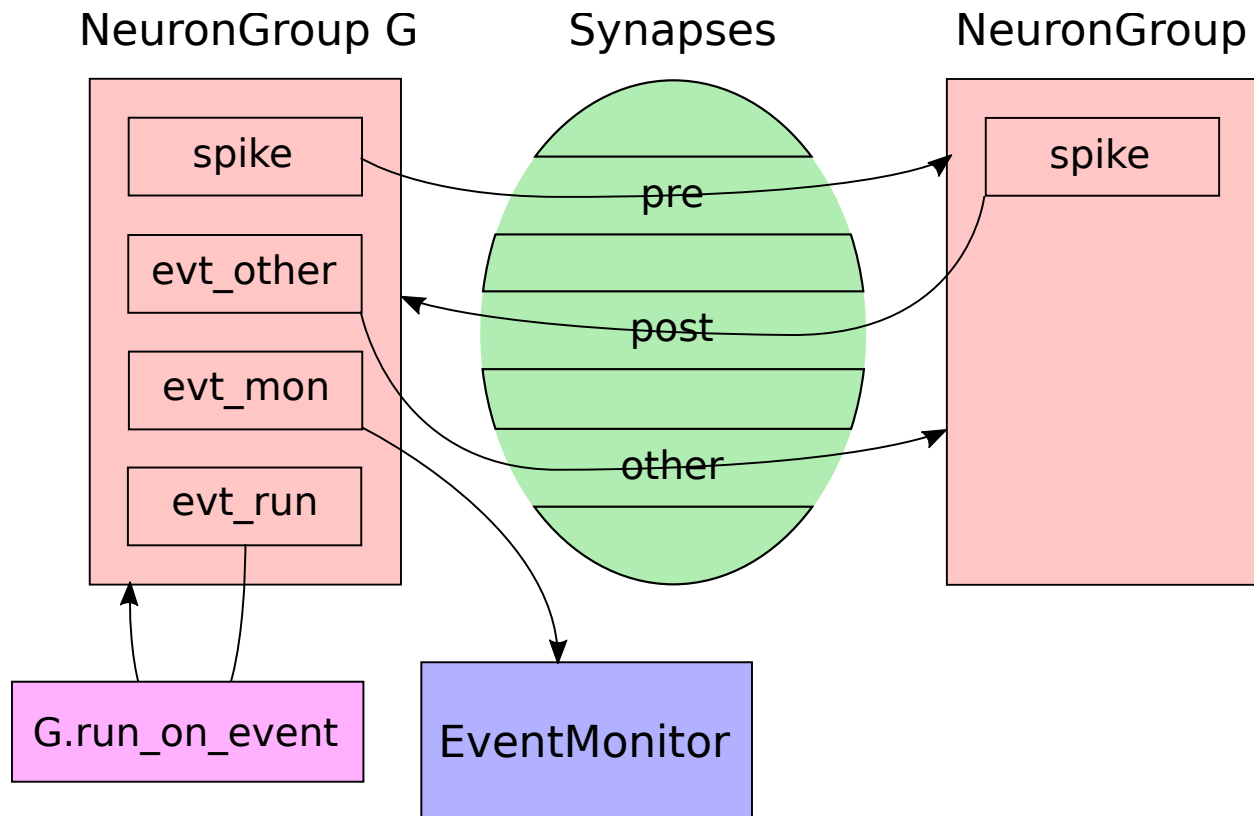 NeuronGroup G
Synapses
NeuronGroup
spike
evt_other
evt_mon
evt_run
pre
post
other
spike
G.run_on_event
EventMonitor